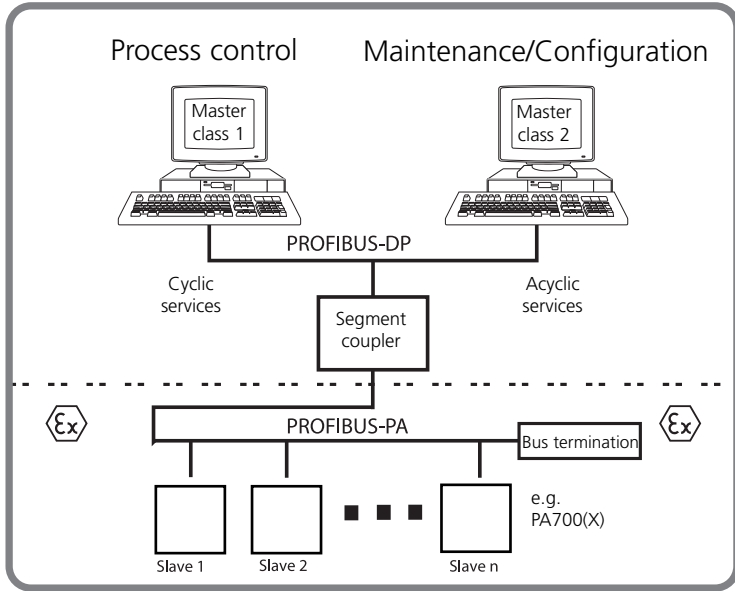 Process control
Maintenance/Configuration
Master
class 1
Master
class 2
PROFIBUS-DP
Cyclic
services
Acyclic
services
Segment
coupler
Ex
Ex
PROFIBUS-PA
Bus termination
e.g.
PA700(X)
Slave 1
Slave 2
Slave n